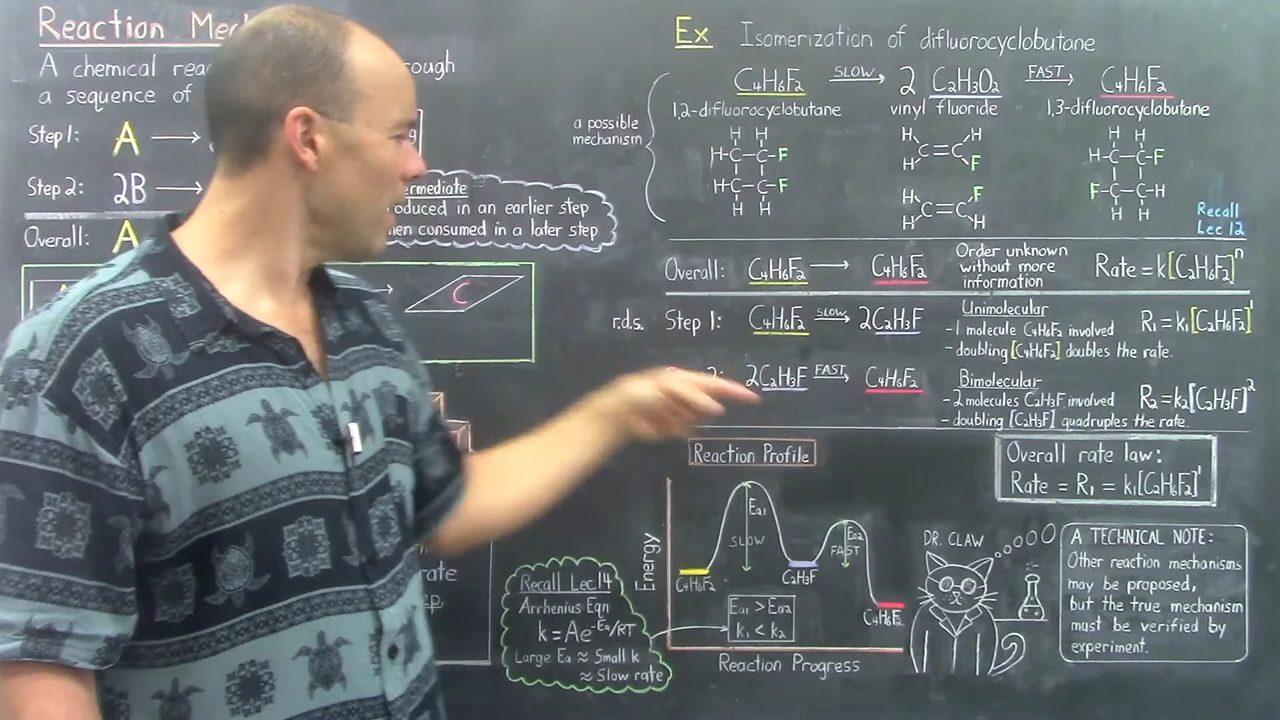 Reaction Mec
A chemical reac rough
a sequence of
Step 1: A →
Step 2: 2B →
Overall: A
ermediate
oduced in an earlier step
en consumed in a later step
C
rate
Ex Isomerization of difluorocyclobutane
C₄H₆F₂ SLOW→ 2 C₂H₃O₂ FAST→ C₄H₆F₂
1,2-difluorocyclobutane vinyl fluoride 1,3-difluorocyclobutane
a possible
mechanism
H H
H-C-C-F
H-C-C-F
H H
H H
C=C
H F
H F
C=C
H H
H H
H-C-C-F
F-C-C-H
H H
Recall
Lec 12
Overall: C₄H₆F₂ → C₄H₆F₂
Order unknown
without more
information
Rate = k[C₂H₆F₂]ⁿ
r.d.s. Step 1: C₄H₆F₂ SLOW→ 2C₂H₃F
Unimolecular
- 1 molecule C₄H₆F₂ involved
- doubling [C₄H₆F₂] doubles the rate.
R₁ = k₁[C₂H₆F₂]¹
2: 2C₂H₃F FAST→ C₄H₆F₂
Bimolecular
- 2 molecules C₂H₃F involved
- doubling [C₂H₃F] quadruples the rate.
R₂ = k₂[C₂H₃F]²
Reaction Profile
Energy
Ea₁
SLOW
Ea₂
FAST
C₄H₆F₂
C₂H₃F
C₄H₆F₂
Ea₁ > Ea₂
k₁ < k₂
Reaction Progress
Recall Lec.14
Arrhenius Eqn
k = Ae^-Ea/RT
Large Ea ≈ Small k
≈ Slow rate
Overall rate law:
Rate = R₁ = k₁[C₂H₆F₂]¹
DR. CLAW
A TECHNICAL NOTE:
Other reaction mechanisms
may be proposed,
but the true mechanism
must be verified by
experiment.